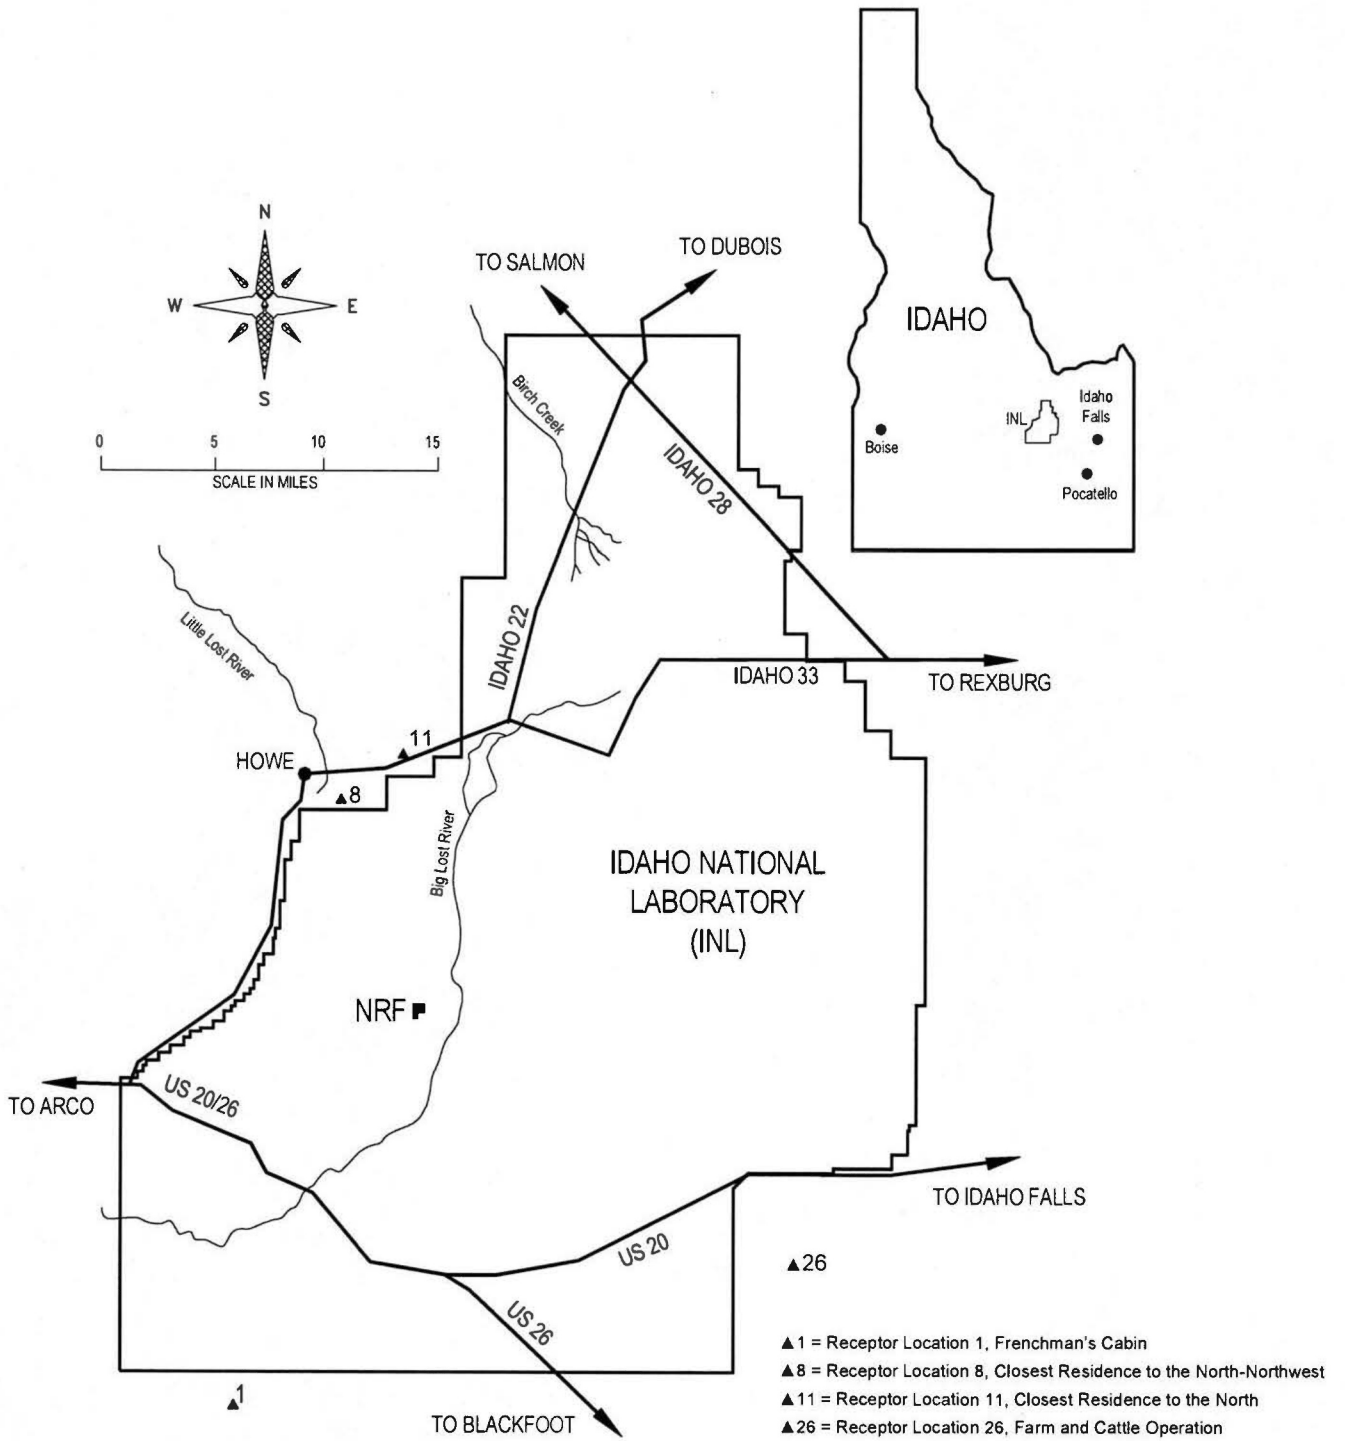 N
W
E
S
0 5 10 15
SCALE IN MILES
TO SALMON
TO DUBOIS
IDAHO
INL
Idaho
Falls
Boise
Pocatello
Birch Creek
IDAHO 28
Little Lost River
IDAHO 22
IDAHO 33
TO REXBURG
11
HOWE
8
Big Lost River
IDAHO NATIONAL
LABORATORY
(INL)
NRF
TO ARCO
US 20/26
TO IDAHO FALLS
US 20
26
US 26
1
TO BLACKFOOT
▲1 = Receptor Location 1, Frenchman's Cabin
▲8 = Receptor Location 8, Closest Residence to the North-Northwest
▲11 = Receptor Location 11, Closest Residence to the North
▲26 = Receptor Location 26, Farm and Cattle Operation